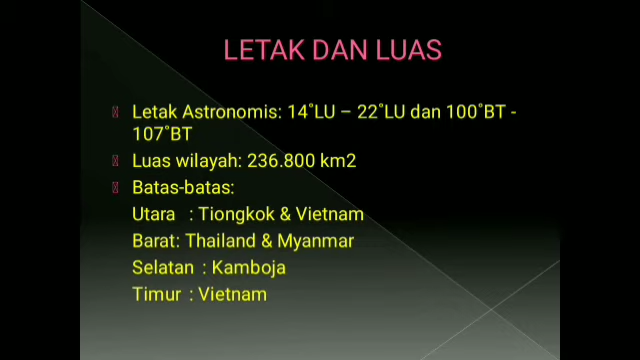 LETAK DAN LUAS
Letak Astronomis: 14˚LU – 22˚LU dan 100˚BT -
107˚BT
Luas wilayah: 236.800 km2
Batas-batas:
Utara : Tiongkok & Vietnam
Barat: Thailand & Myanmar
Selatan : Kamboja
Timur : Vietnam